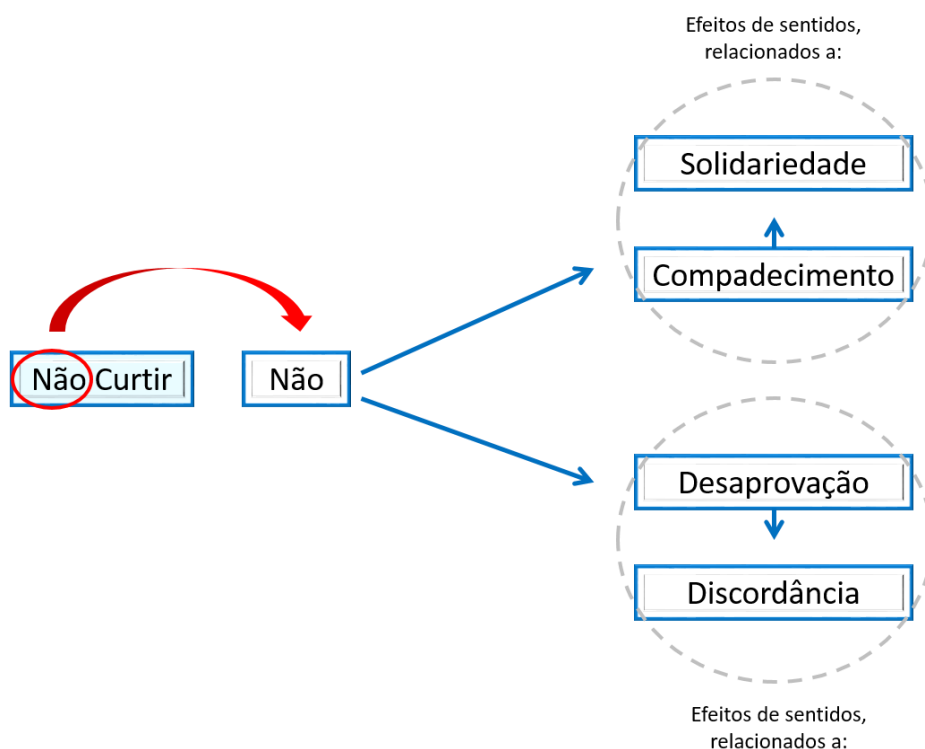 Efeitos de sentidos,
relacionados a:
Solidariedade
Compadecimento
Não Curtir
Não
Desaprovação
Discordância
Efeitos de sentidos,
relacionados a: